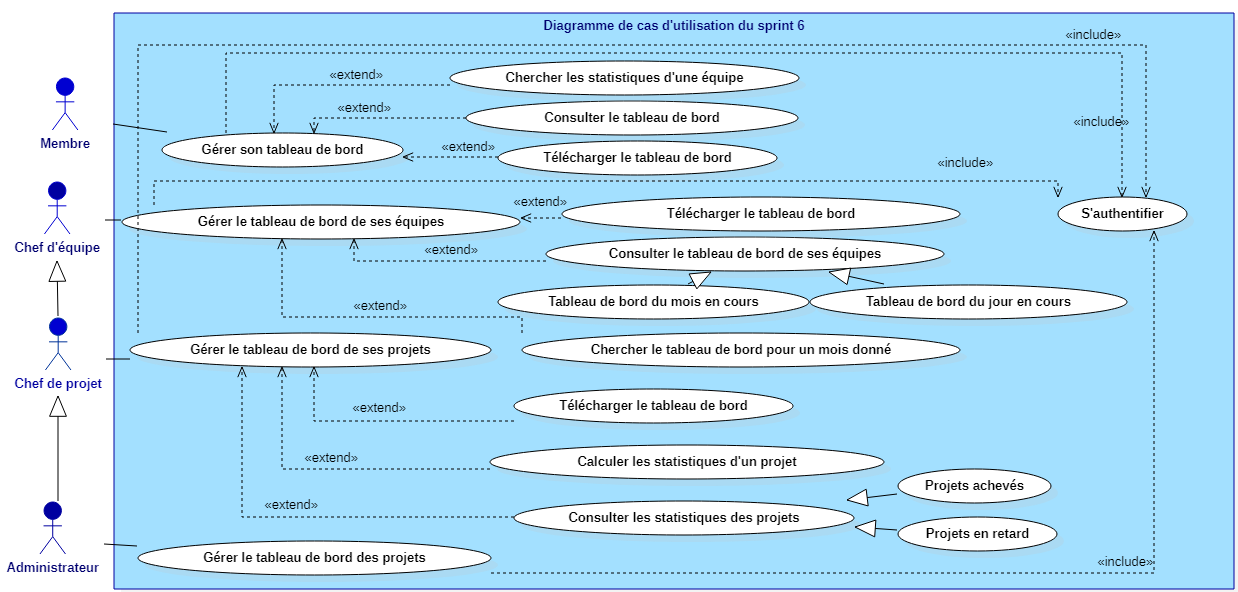 Diagramme de cas d'utilisation du sprint 6
«include»
«extend»
Chercher les statistiques d'une équipe
«extend»
Consulter le tableau de bord
«include»
Membre
Gérer son tableau de bord
«extend»
Télécharger le tableau de bord
«include»
«extend»
Télécharger le tableau de bord
S'authentifier
Gérer le tableau de bord de ses équipes
Chef d'équipe
«extend»
Consulter le tableau de bord de ses équipes
Tableau de bord du mois en cours
Tableau de bord du jour en cours
«extend»
Gérer le tableau de bord de ses projets
Chercher le tableau de bord pour un mois donné
Chef de projet
«extend»
Télécharger le tableau de bord
«extend»
Calculer les statistiques d'un projet
Projets achevés
«extend»
Consulter les statistiques des projets
Projets en retard
Gérer le tableau de bord des projets
«include»
Administrateur